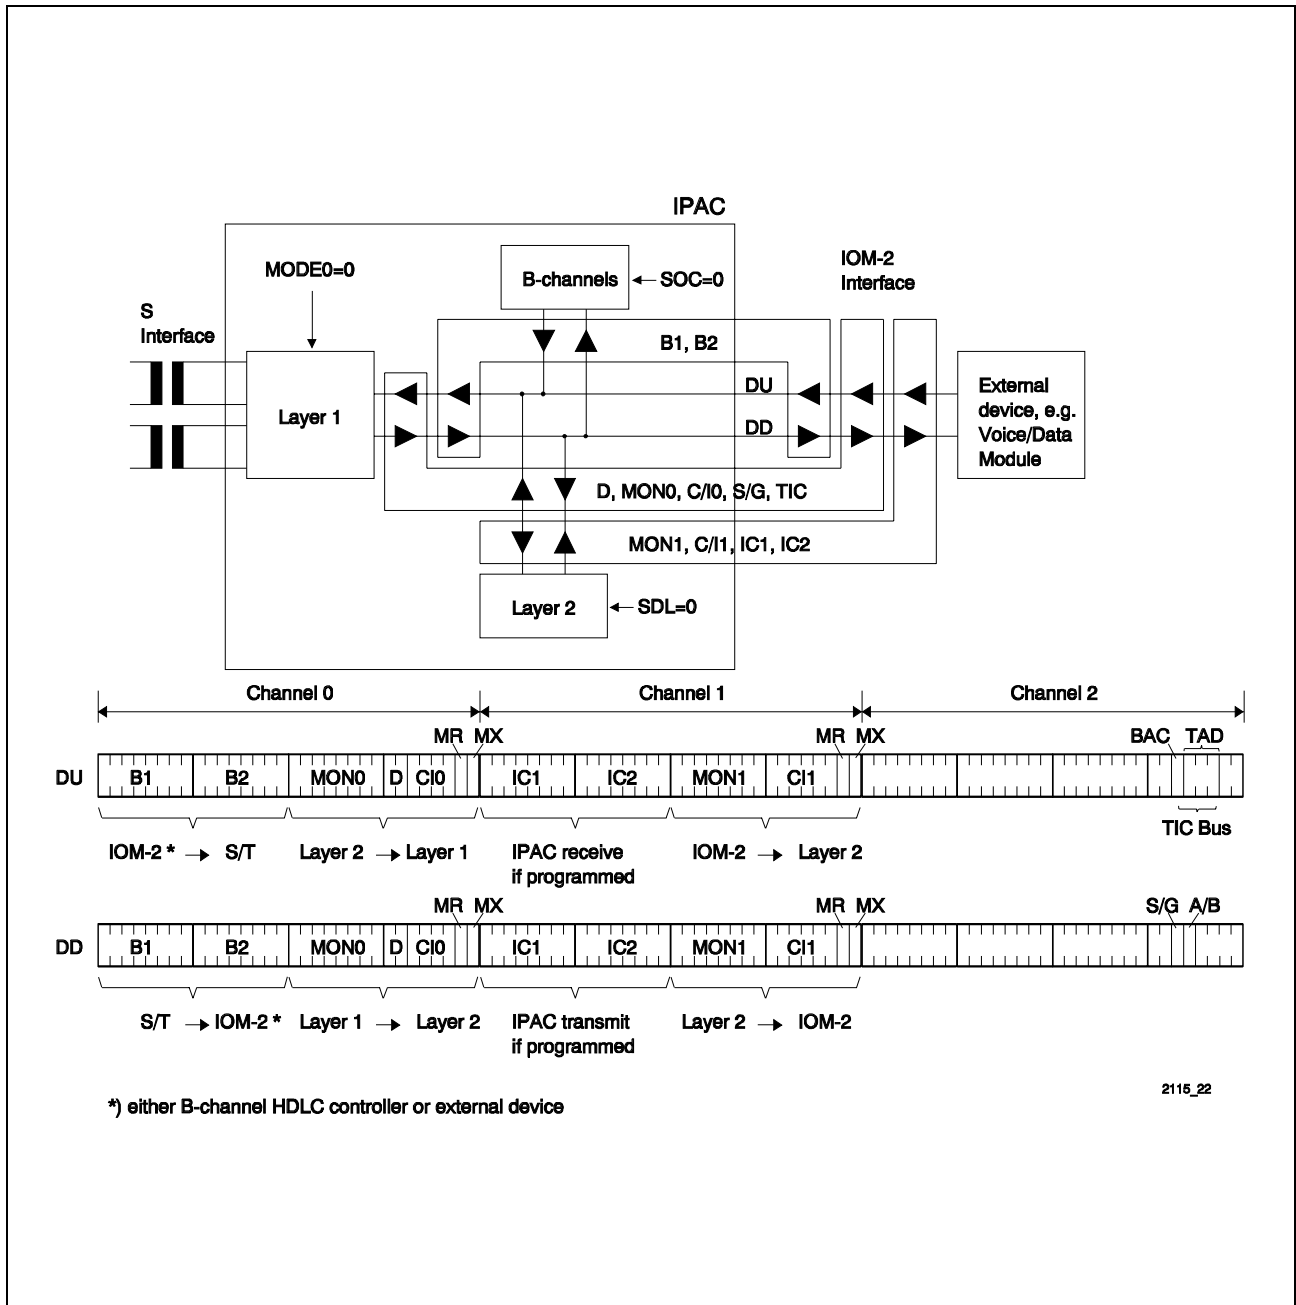 IPAC
MODE0=0
B-channels
SOC=0
IOM-2
Interface
S
Interface
B1, B2
Layer 1
DU
DD
External
device, e.g.
Voice/Data
Module
D, MON0, C/I0, S/G, TIC
MON1, C/I1, IC1, IC2
Layer 2
SDL=0
Channel 0
Channel 1
Channel 2
MR MX
MR MX
BAC TAD
DU B1 B2 MON0 D CI0 IC1 IC2 MON1 CI1
TIC Bus
IOM-2 * → S/T
Layer 2 → Layer 1
IPAC receive
if programmed
IOM-2 → Layer 2
MR MX
MR MX
S/G A/B
DD B1 B2 MON0 D CI0 IC1 IC2 MON1 CI1
S/T → IOM-2 *
Layer 1 → Layer 2
IPAC transmit
if programmed
Layer 2 → IOM-2
2115_22
*) either B-channel HDLC controller or external device